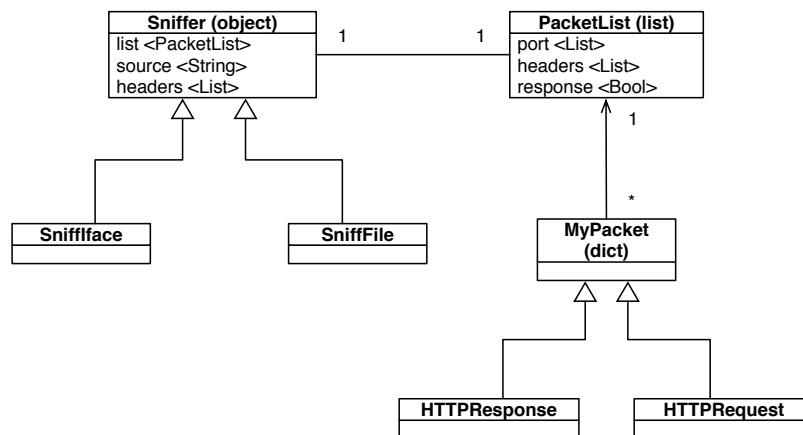 Sniffer (object)
list <PacketList>
source <String>
headers <List>
1
1
PacketList (list)
port <List>
headers <List>
response <Bool>
1
*
SniffIface
SniffFile
MyPacket
(dict)
HTTPResponse
HTTPRequest